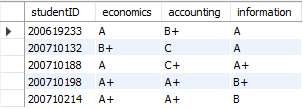 studentID economics accounting information
200619233 A B+ A
200710132 B+ C A
200710188 A C+ A+
200710198 A+ A+ B+
200710214 A+ A+ B